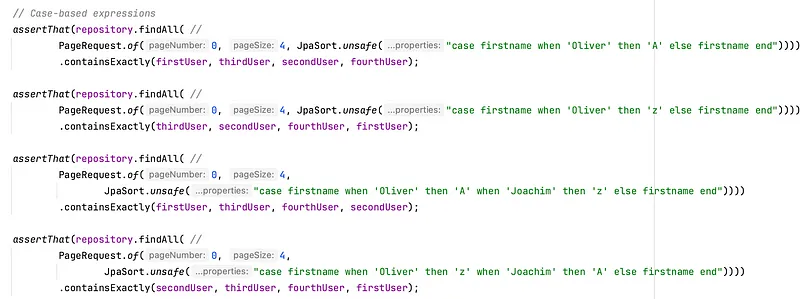 // Case-based expressions
assertThat(repository.findAll( //
PageRequest.of( pageNumber: 0, pageSize: 4, JpaSort.unsafe( ...properties: "case firstname when 'Oliver' then 'A' else firstname end"))))
.containsExactly(firstUser, thirdUser, secondUser, fourthUser);
assertThat(repository.findAll( //
PageRequest.of( pageNumber: 0, pageSize: 4, JpaSort.unsafe( ...properties: "case firstname when 'Oliver' then 'z' else firstname end"))))
.containsExactly(thirdUser, secondUser, fourthUser, firstUser);
assertThat(repository.findAll( //
PageRequest.of( pageNumber: 0, pageSize: 4,
JpaSort.unsafe( ...properties: "case firstname when 'Oliver' then 'A' when 'Joachim' then 'z' else firstname end"))))
.containsExactly(firstUser, thirdUser, fourthUser, secondUser);
assertThat(repository.findAll( //
PageRequest.of( pageNumber: 0, pageSize: 4,
JpaSort.unsafe( ...properties: "case firstname when 'Oliver' then 'z' when 'Joachim' then 'A' else firstname end"))))
.containsExactly(secondUser, thirdUser, fourthUser, firstUser);